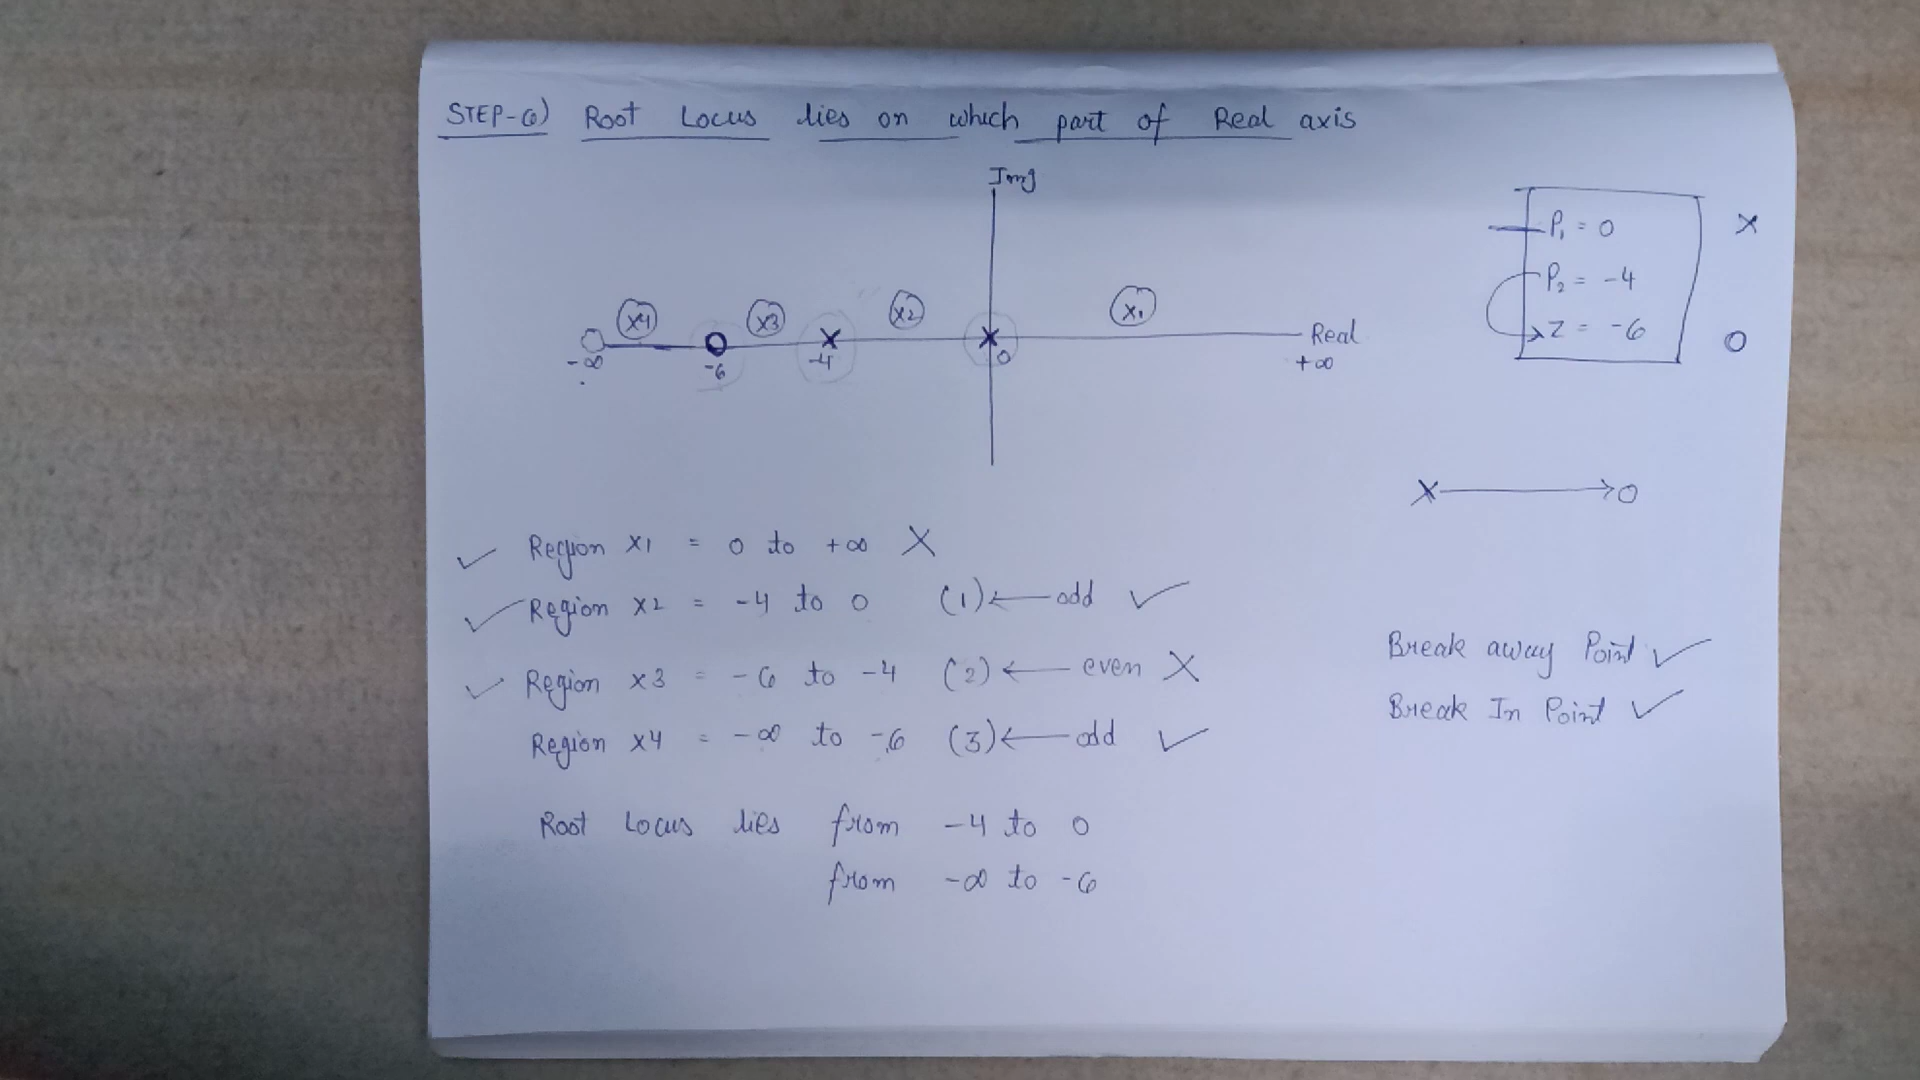 STEP-6) Root Locus lies on which part of Real axis
Img
P₁ = 0 X
P₂ = -4
Z = -6 O
X4 X3 X2 X1
Real
-∞ -6 -4 0 +∞
X → O
✓ Region X1 = 0 to +∞ X
✓ Region X2 = -4 to 0 (1) ← odd ✓
✓ Region X3 = -6 to -4 (2) ← even X
Region X4 = -∞ to -6 (3) ← odd ✓
Break away Point ✓
Break In Point ✓
Root Locus lies from -4 to 0
from -∞ to -6